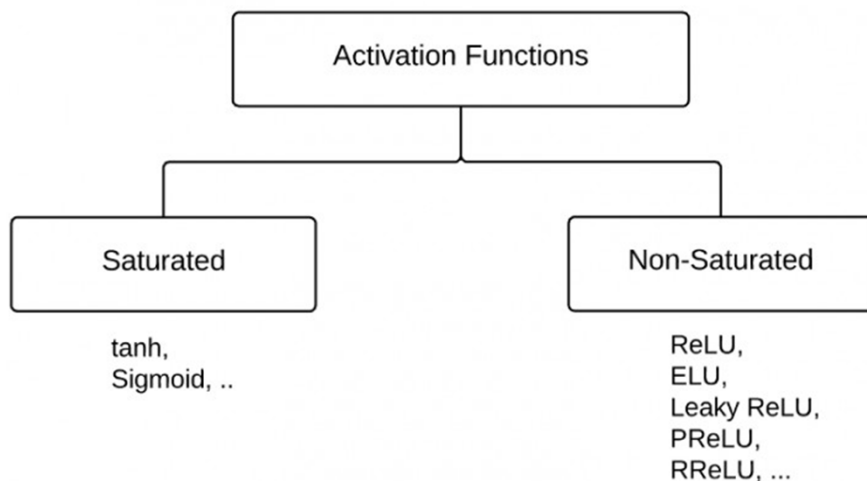 Activation Functions
Saturated
Non-Saturated
tanh,
Sigmoid, ..
ReLU,
ELU,
Leaky ReLU,
PReLU,
RReLU, ...